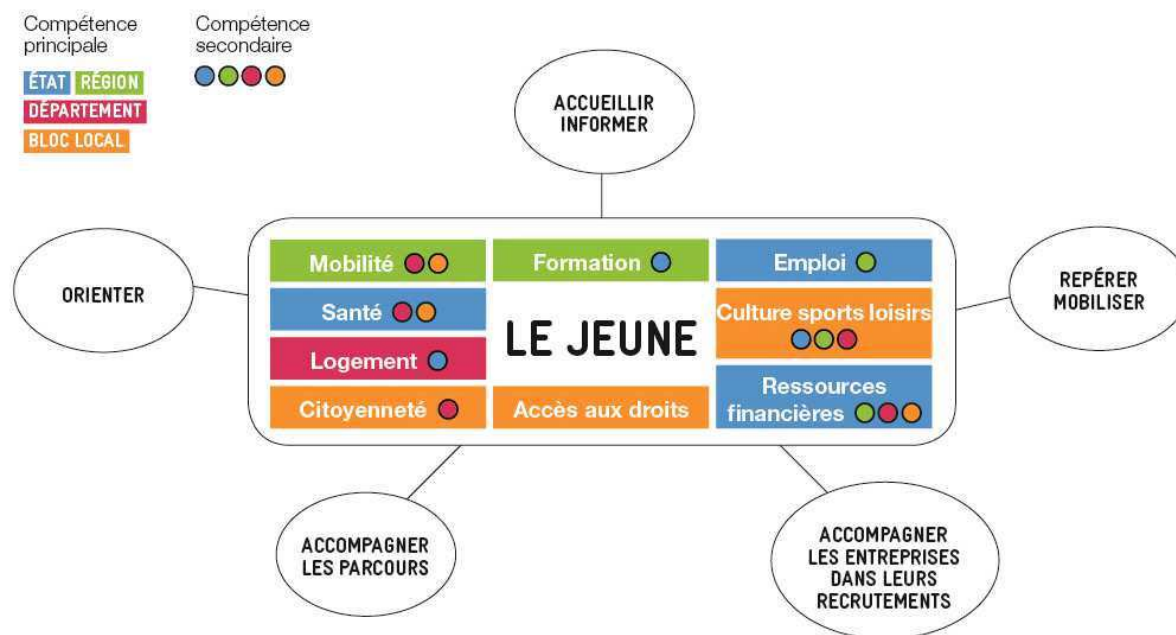 Compétence
principale
Compétence
secondaire
ÉTAT
RÉGION
DÉPARTEMENT
BLOC LOCAL
ACCUEILLIR
INFORMER
ORIENTER
REPÉRER
MOBILISER
Mobilité
Santé
Logement
Citoyenneté
Formation
LE JEUNE
Accès aux droits
Emploi
Culture sports loisirs
Ressources
financières
ACCOMPAGNER
LES PARCOURS
ACCOMPAGNER
LES ENTREPRISES
DANS LEURS
RECRUTEMENTS